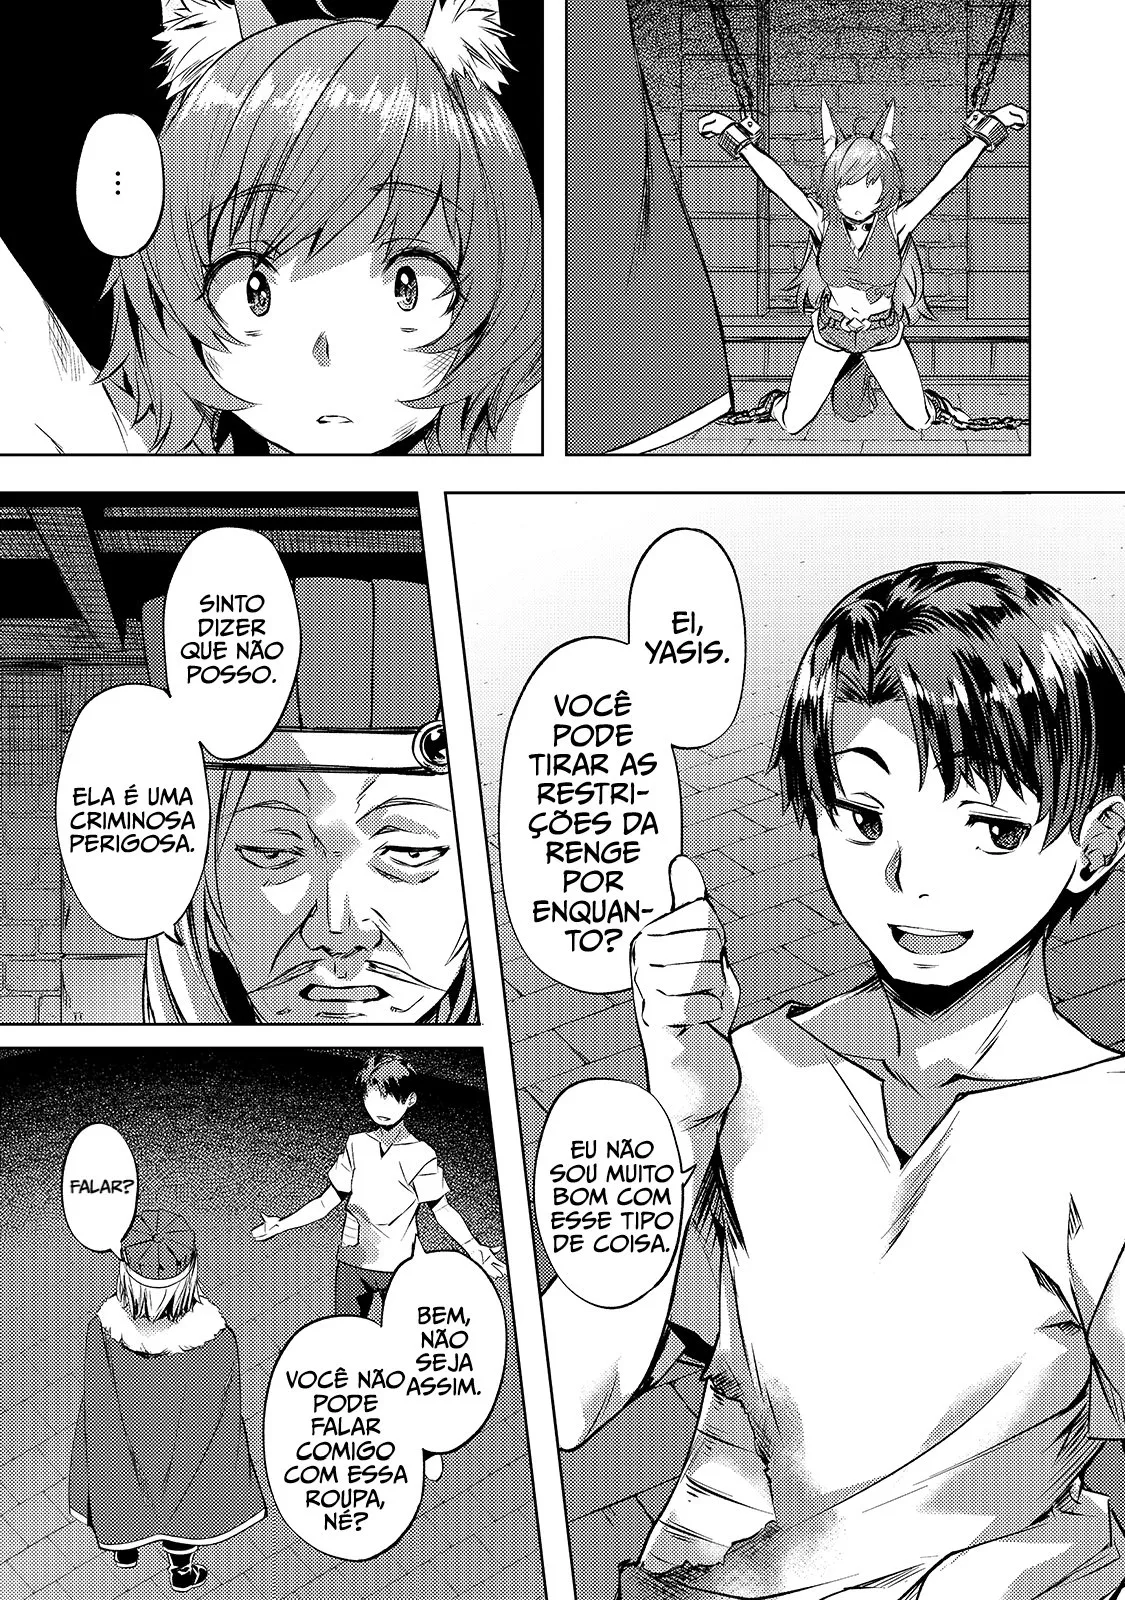 ...
EI,
YASIS.
VOCÊ
PODE
TIRAR AS
RESTRI-
ÇÕES DA
RENGE
POR
ENQUAN-
TO?
EU NÃO
SOU MUITO
BOM COM
ESSE TIPO
DE COISA.
SINTO
DIZER
QUE NÃO
POSSO.
ELA É UMA
CRIMINOSA
PERIGOSA.
BEM,
NÃO
SEJA
ASSIM.
VOCÊ NÃO
PODE
FALAR
COMIGO
COM ESSA
ROUPA,
NÉ?
FALAR?